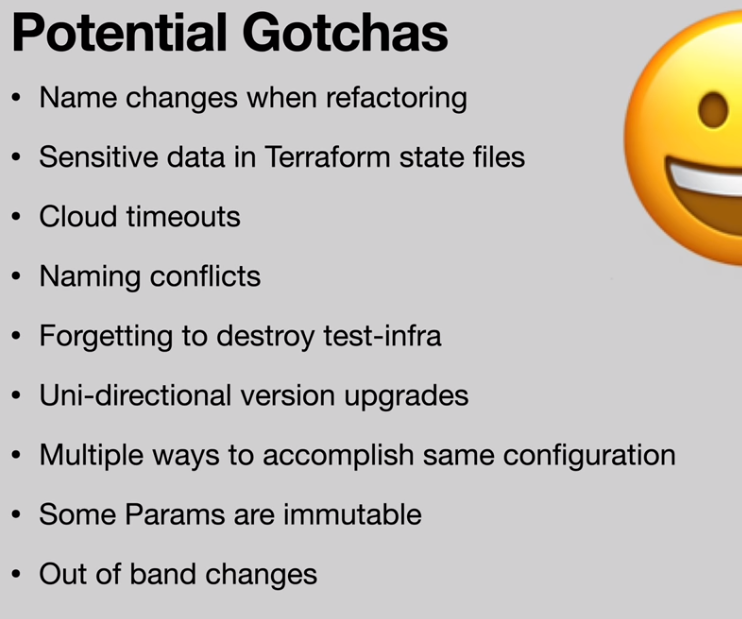 Potential Gotchas
• Name changes when refactoring
• Sensitive data in Terraform state files
• Cloud timeouts
• Naming conflicts
• Forgetting to destroy test-infra
• Uni-directional version upgrades
• Multiple ways to accomplish same configuration
• Some Params are immutable
• Out of band changes